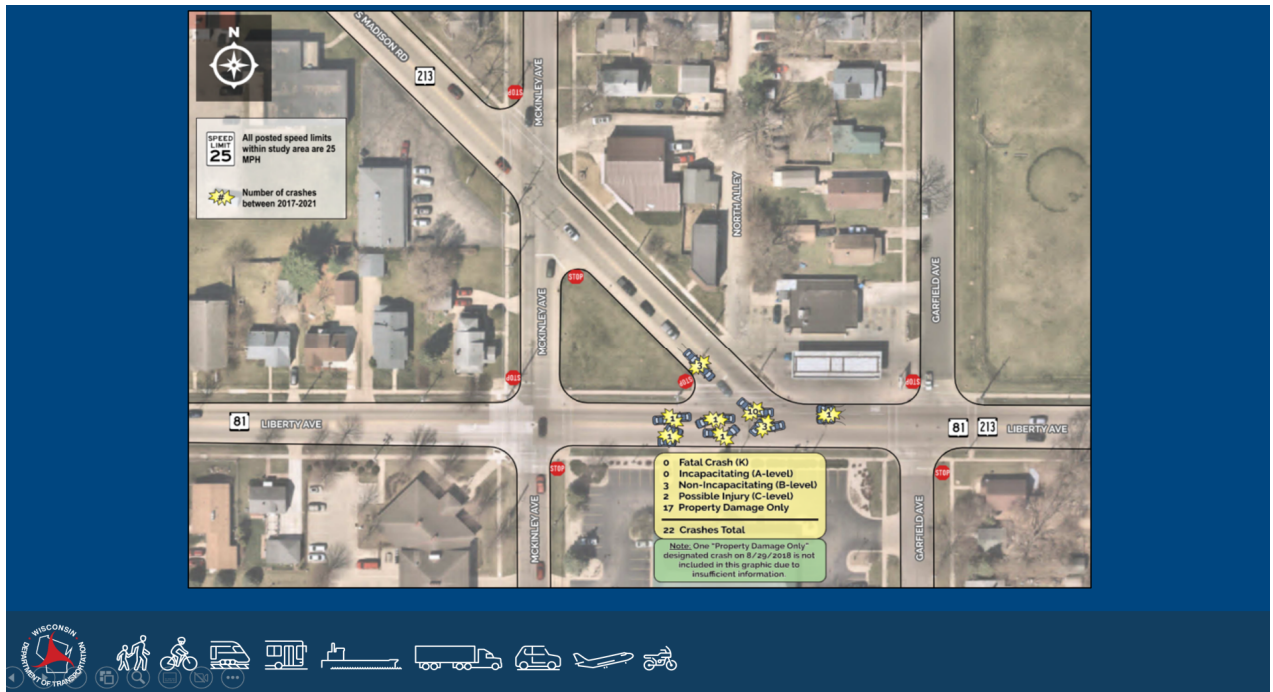 N
S MADISON RD
213
MCKINLEY AVE
STOP
SPEED
LIMIT
25
All posted speed limits
within study area are 25
MPH
#
Number of crashes
between 2017-2021
NORTH ALLEY
STOP
MCKINLEY AVE
GARFIELD AVE
STOP
STOP
STOP
81
LIBERTY AVE
10
3
1
81
213
LIBERTY AVE
STOP
STOP
MCKINLEY AVE
GARFIELD AVE
0 Fatal Crash (K)
0 Incapacitating (A-level)
3 Non-Incapacitating (B-level)
2 Possible Injury (C-level)
17 Property Damage Only
22 Crashes Total
Note: One "Property Damage Only"
designated crash on 8/29/2018 is not
included in this graphic due to
insufficient information
WISCONSIN
DEPARTMENT OF TRANSPORTATION